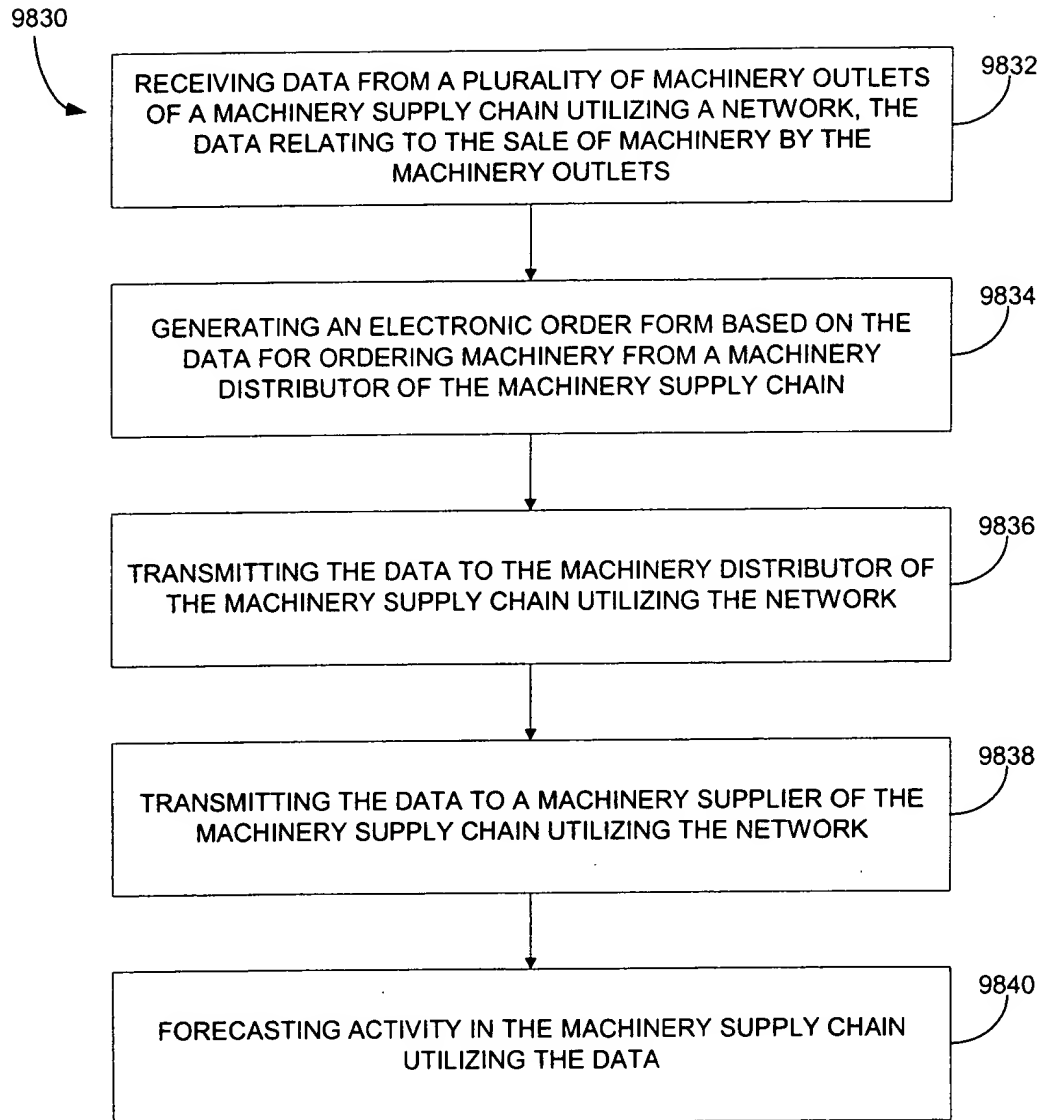 9830
RECEIVING DATA FROM A PLURALITY OF MACHINERY OUTLETS
OF A MACHINERY SUPPLY CHAIN UTILIZING A NETWORK, THE
DATA RELATING TO THE SALE OF MACHINERY BY THE
MACHINERY OUTLETS
9832
GENERATING AN ELECTRONIC ORDER FORM BASED ON THE
DATA FOR ORDERING MACHINERY FROM A MACHINERY
DISTRIBUTOR OF THE MACHINERY SUPPLY CHAIN
9834
TRANSMITTING THE DATA TO THE MACHINERY DISTRIBUTOR OF
THE MACHINERY SUPPLY CHAIN UTILIZING THE NETWORK
9836
TRANSMITTING THE DATA TO A MACHINERY SUPPLIER OF THE
MACHINERY SUPPLY CHAIN UTILIZING THE NETWORK
9838
FORECASTING ACTIVITY IN THE MACHINERY SUPPLY CHAIN
UTILIZING THE DATA
9840